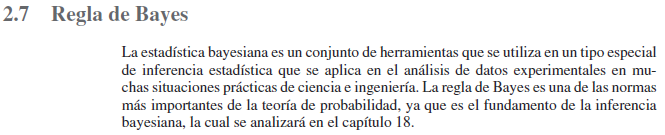 2.7 Regla de Bayes
La estadística bayesiana es un conjunto de herramientas que se utiliza en un tipo especial
de inferencia estadística que se aplica en el análisis de datos experimentales en mu-
chas situaciones prácticas de ciencia e ingeniería. La regla de Bayes es una de las normas
más importantes de la teoría de probabilidad, ya que es el fundamento de la inferencia
bayesiana, la cual se analizará en el capítulo 18.